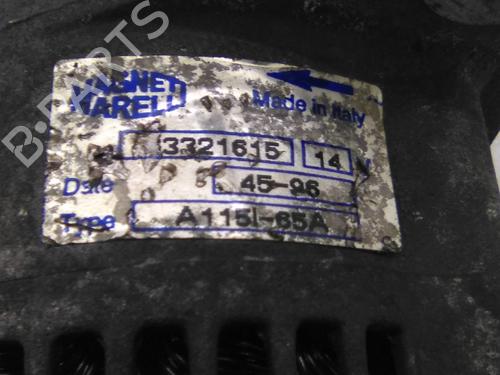 B-PARTS
MAGNETI
MARELLI
Made in Italy
3321615 14 V
Date 45-96
Type A115I-65A